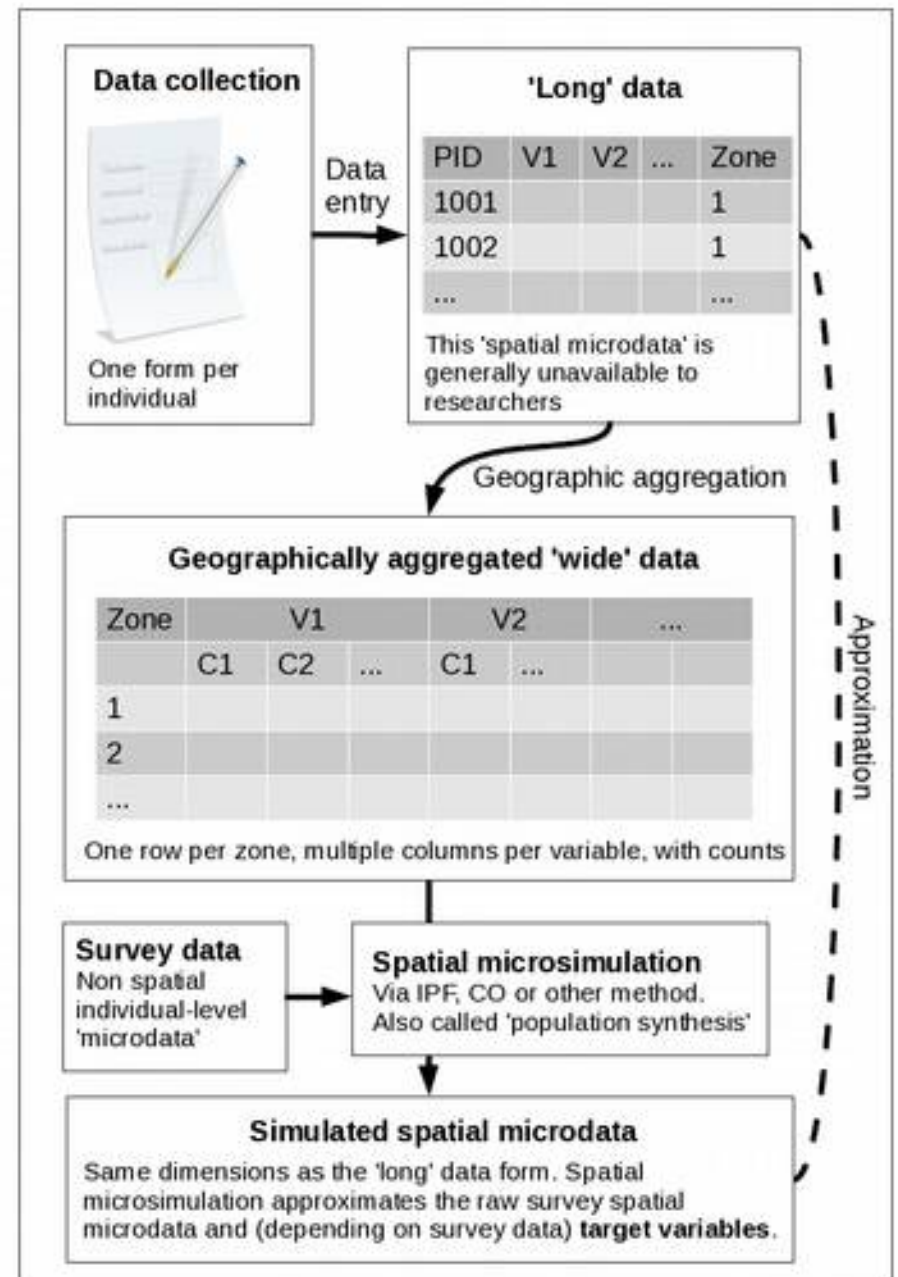 Data collection
One form per
individual
Data
entry
'Long' data
PID V1 V2 ... Zone
1001 1
1002 1
... ...
This 'spatial microdata' is
generally unavailable to
researchers
Geographic aggregation
Geographically aggregated 'wide' data
Zone V1 V2 ...
C1 C2 ... C1 ...
1
2
...
One row per zone, multiple columns per variable, with counts
Approximation
Survey data
Non spatial
individual-level
'microdata'
Spatial microsimulation
Via IPF, CO or other method.
Also called 'population synthesis'
Simulated spatial microdata
Same dimensions as the 'long' data form. Spatial
microsimulation approximates the raw survey spatial
microdata and (depending on survey data) target variables.